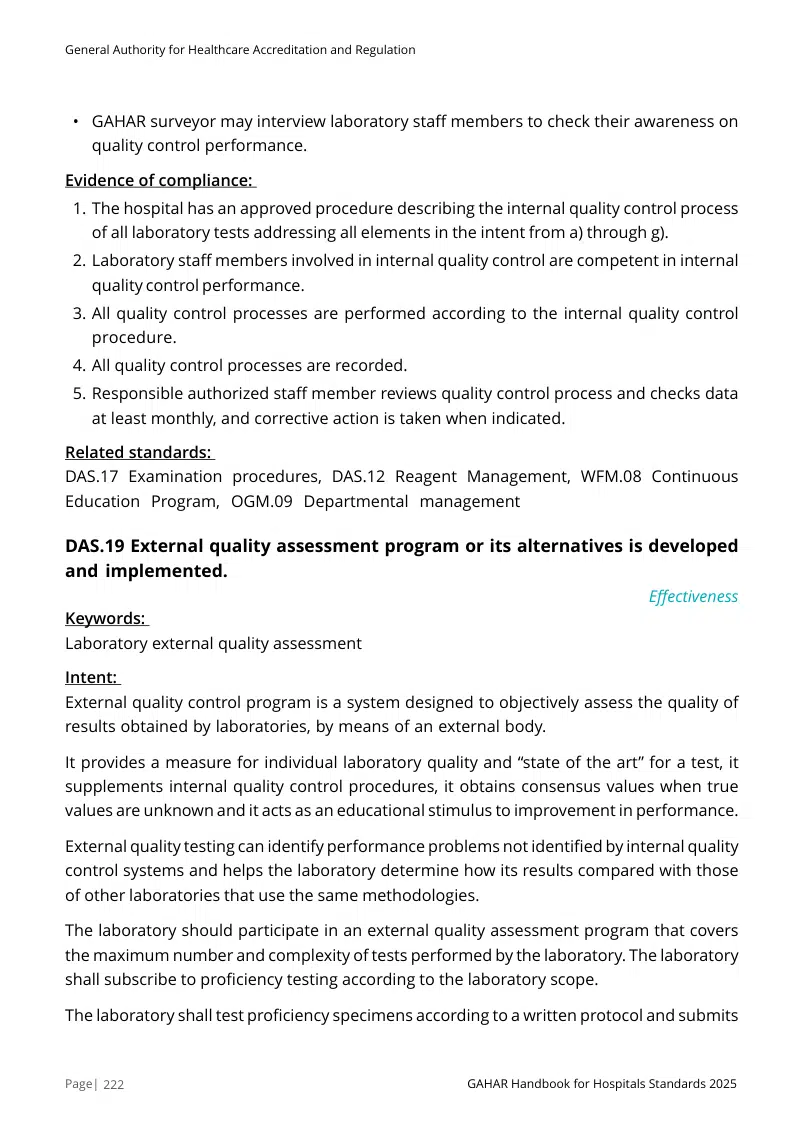 General Authority for Healthcare Accreditation and Regulation
• GAHAR surveyor may interview laboratory staff members to check their awareness on
quality control performance.
Evidence of compliance:
1. The hospital has an approved procedure describing the internal quality control process
of all laboratory tests addressing all elements in the intent from a) through g).
2. Laboratory staff members involved in internal quality control are competent in internal
quality control performance.
3. All quality control processes are performed according to the internal quality control
procedure.
4. All quality control processes are recorded.
5. Responsible authorized staff member reviews quality control process and checks data
at least monthly, and corrective action is taken when indicated.
Related standards:
DAS.17 Examination procedures, DAS.12 Reagent Management, WFM.08 Continuous
Education Program, OGM.09 Departmental management
DAS.19 External quality assessment program or its alternatives is developed
and implemented.
Effectiveness
Keywords:
Laboratory external quality assessment
Intent:
External quality control program is a system designed to objectively assess the quality of
results obtained by laboratories, by means of an external body.
It provides a measure for individual laboratory quality and “state of the art” for a test, it
supplements internal quality control procedures, it obtains consensus values when true
values are unknown and it acts as an educational stimulus to improvement in performance.
External quality testing can identify performance problems not identified by internal quality
control systems and helps the laboratory determine how its results compared with those
of other laboratories that use the same methodologies.
The laboratory should participate in an external quality assessment program that covers
the maximum number and complexity of tests performed by the laboratory. The laboratory
shall subscribe to proficiency testing according to the laboratory scope.
The laboratory shall test proficiency specimens according to a written protocol and submits
Page| 222
GAHAR Handbook for Hospitals Standards 2025